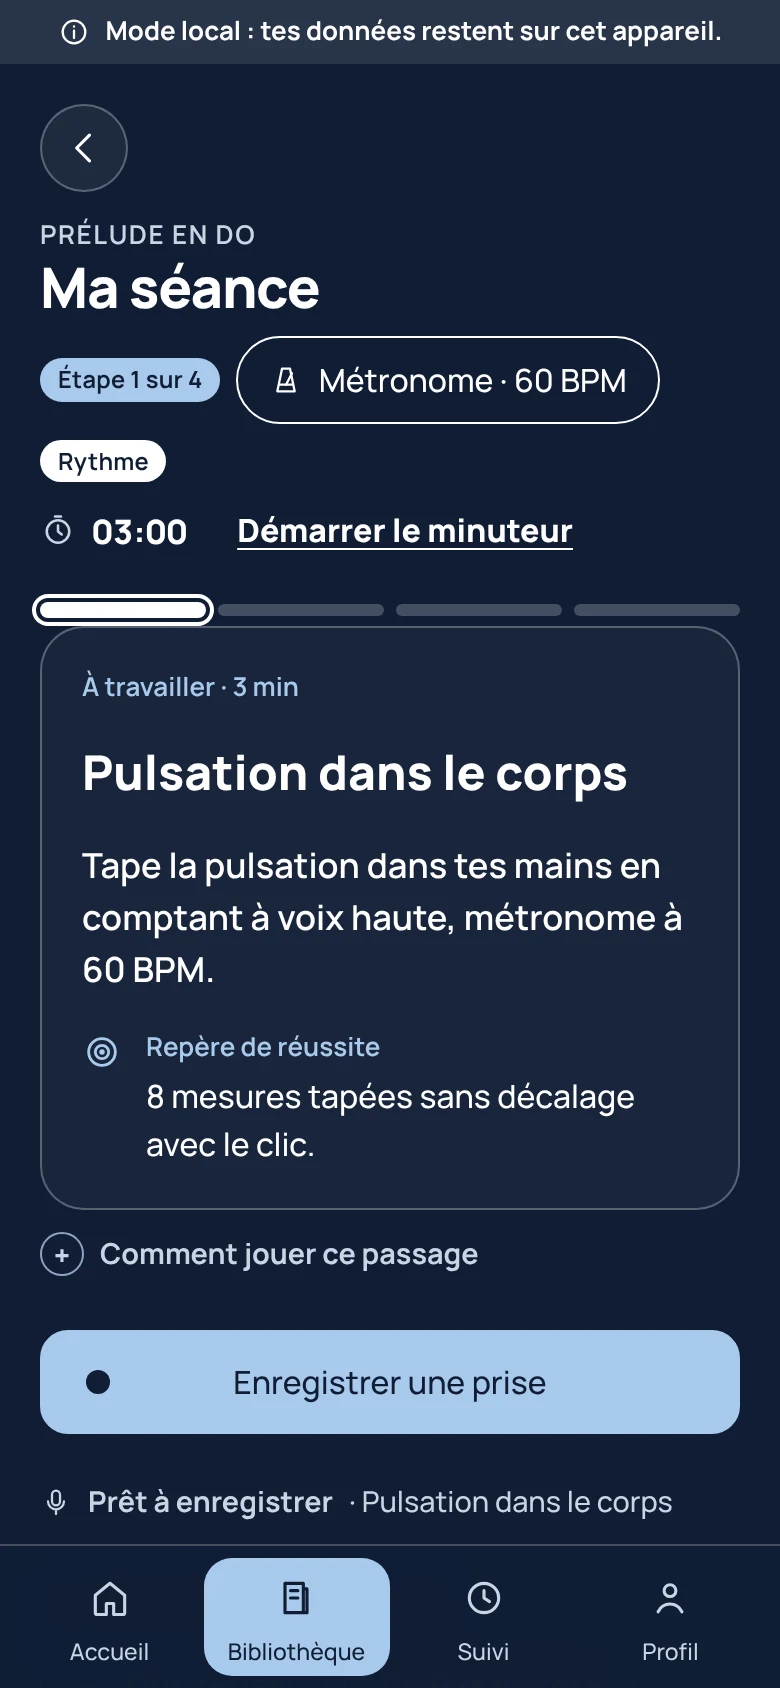 Mode local : tes données restent sur cet appareil.
PRÉLUDE EN DO
Ma séance
Étape 1 sur 4
Métronome · 60 BPM
Rythme
03:00 Démarrer le minuteur
À travailler · 3 min
Pulsation dans le corps
Tape la pulsation dans tes mains en
comptant à voix haute, métronome à
60 BPM.
Repère de réussite
8 mesures tapées sans décalage
avec le clic.
Comment jouer ce passage
Enregistrer une prise
Prêt à enregistrer · Pulsation dans le corps
Accueil Bibliothèque Suivi Profil